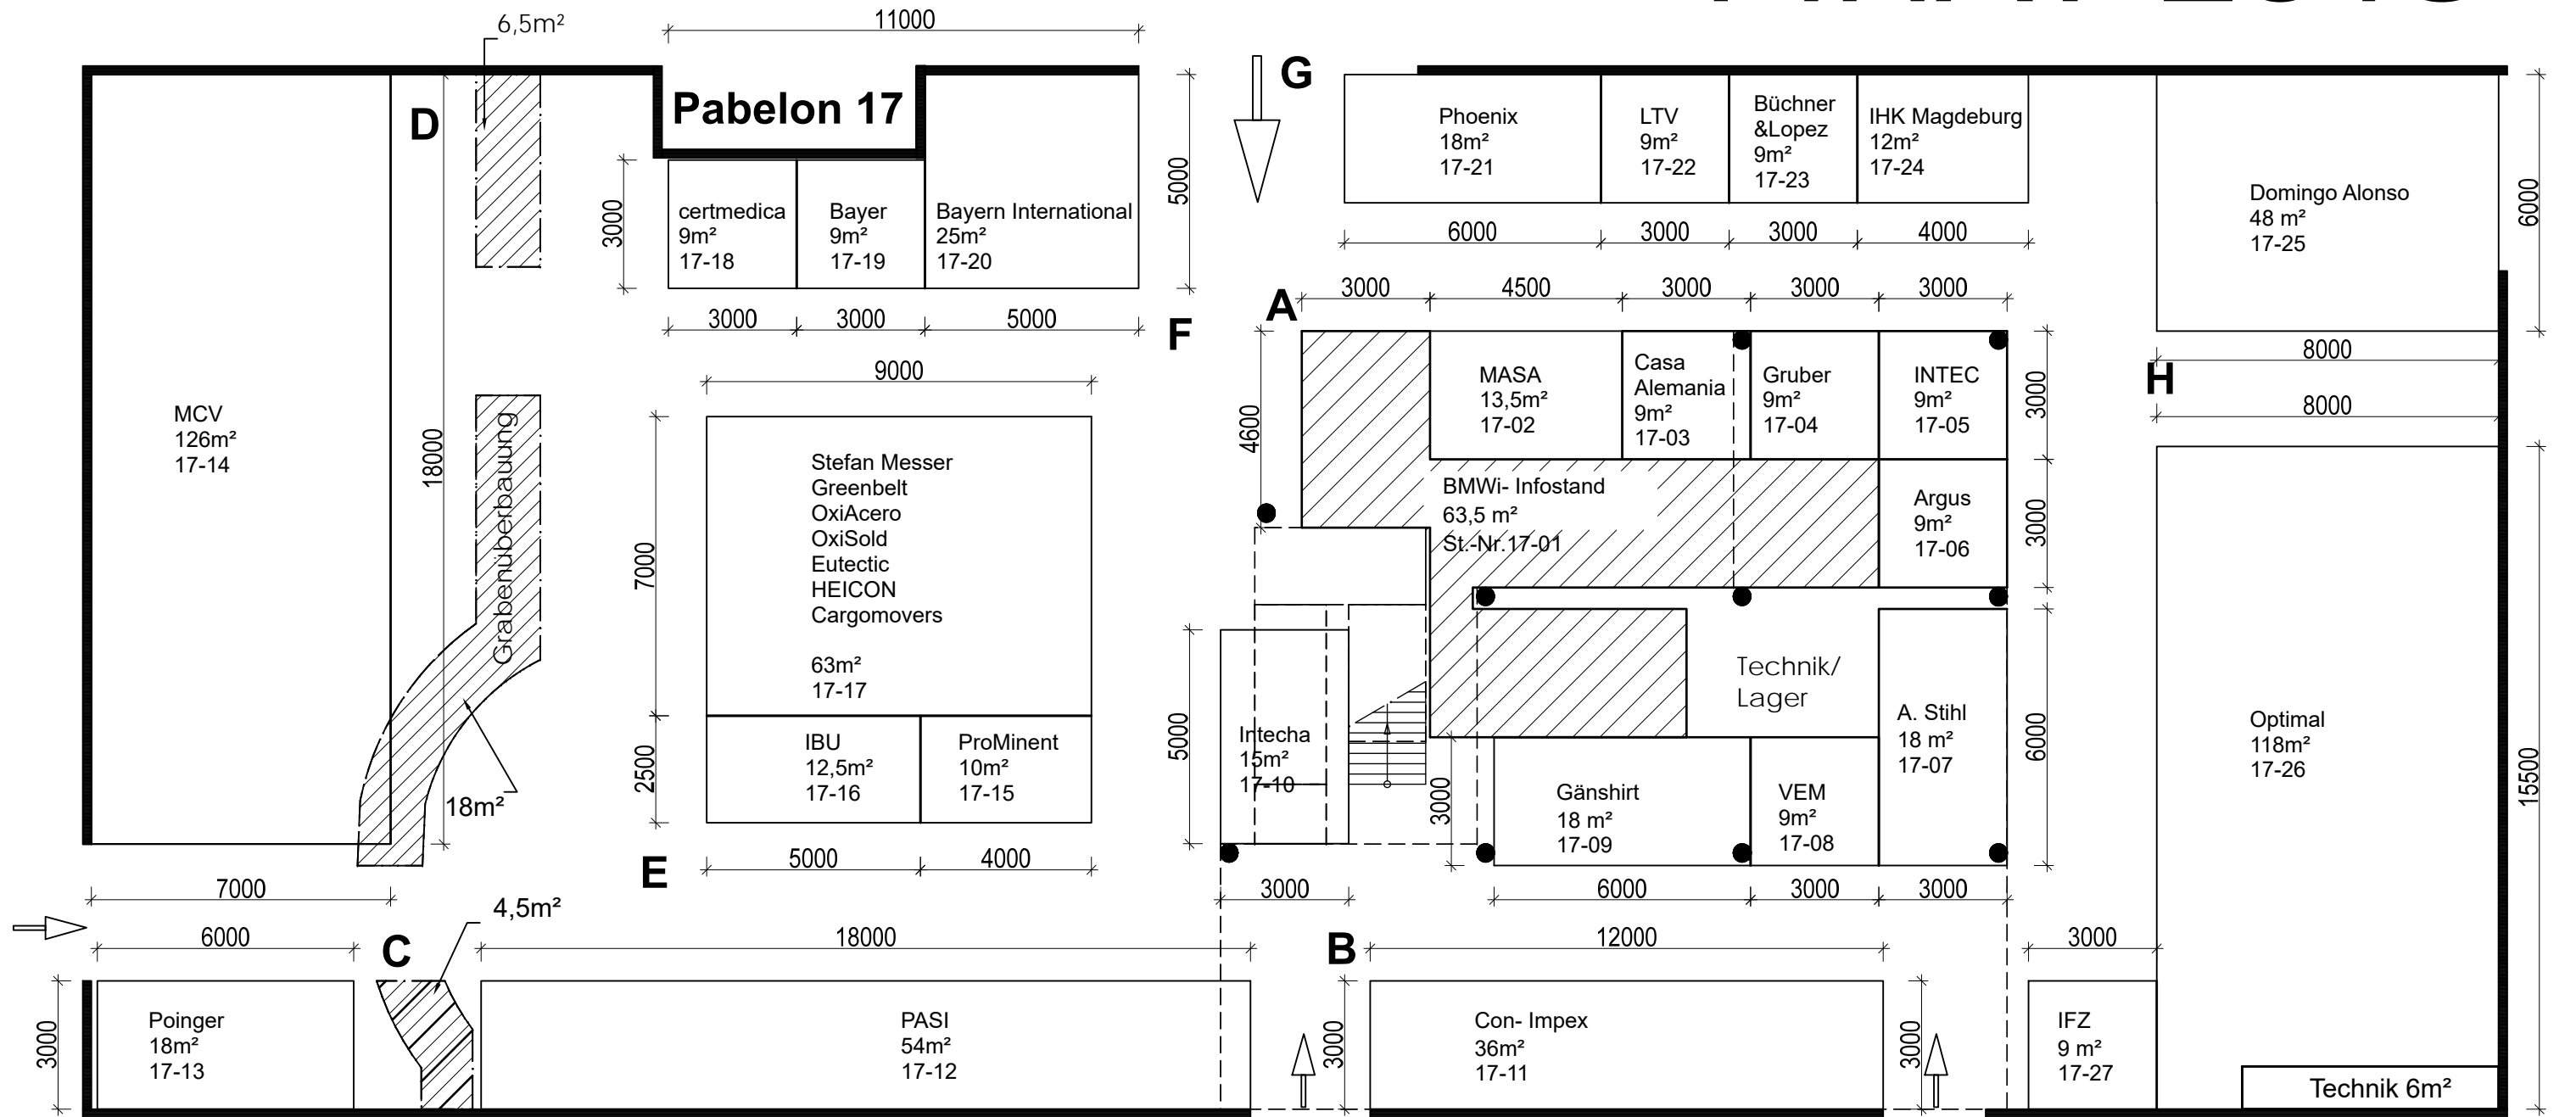 6,5m²
11000
G
D
Pabelon 17
5000
3000
certmedica
9m²
17-18
Bayer
9m²
17-19
Bayern International
25m²
17-20
3000
3000
5000
F
Phoenix
18m²
17-21
LTV
9m²
17-22
Büchner
&Lopez
9m²
17-23
IHK Magdeburg
12m²
17-24
6000
3000
3000
4000
Domingo Alonso
48 m²
17-25
6000
8000
H
8000
A
3000
4500
3000
3000
3000
4600
MASA
13,5m²
17-02
Casa
Alemania
9m²
17-03
Gruber
9m²
17-04
INTEC
9m²
17-05
3000
BMWi- Infostand
63,5 m²
St.-Nr.17-01
Argus
9m²
17-06
3000
MCV
126m²
17-14
18000
Grabenüberbauung
18m²
9000
7000
Stefan Messer
Greenbelt
OxiAcero
OxiSold
Eutectic
HEICON
Cargomovers
63m²
17-17
2500
IBU
12,5m²
17-16
ProMinent
10m²
17-15
E
5000
4000
5000
Intecha
15m²
17-10
3000
Technik/
Lager
A. Stihl
18 m²
17-07
6000
3000
Gänshirt
18 m²
17-09
VEM
9m²
17-08
6000
3000
3000
Optimal
118m²
17-26
15500
7000
6000
C
4,5m²
18000
B
12000
3000
3000
Poinger
18m²
17-13
PASI
54m²
17-12
3000
Con- Impex
36m²
17-11
3000
IFZ
9 m²
17-27
Technik 6m²